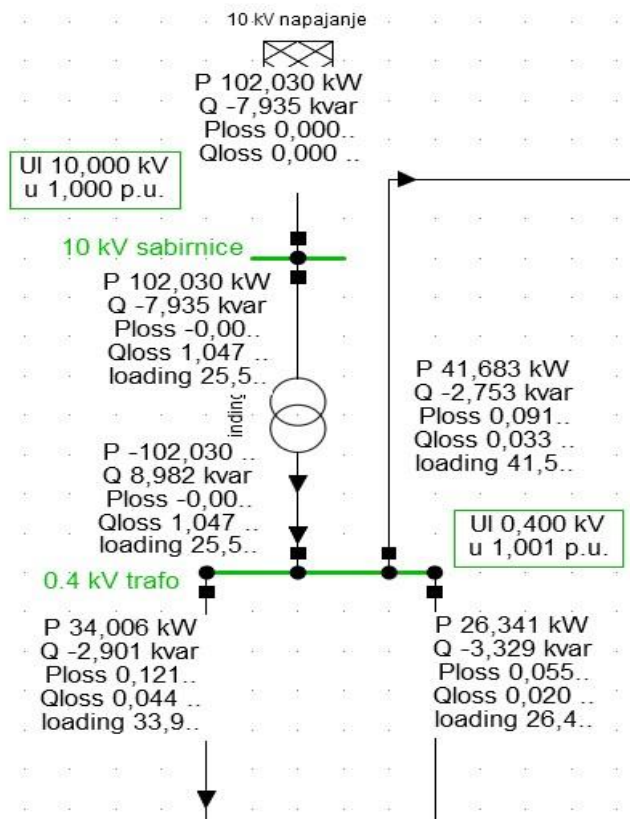 10 kV napajanje
P 102,030 kW
Q -7,935 kvar
Ploss 0,000..
Qloss 0,000 ..
Ul 10,000 kV
u 1,000 p.u.
10 kV sabirnice
P 102,030 kW
Q -7,935 kvar
Ploss -0,00..
Qloss 1,047 ..
loading 25,5..
inding
P -102,030 ..
Q 8,982 kvar
Ploss -0,00..
Qloss 1,047 ..
loading 25,5..
P 41,683 kW
Q -2,753 kvar
Ploss 0,091..
Qloss 0,033 ..
loading 41,5..
Ul 0,400 kV
u 1,001 p.u.
0.4 kV trafo
P 34,006 kW
Q -2,901 kvar
Ploss 0,121..
Qloss 0,044 ..
loading 33,9..
P 26,341 kW
Q -3,329 kvar
Ploss 0,055..
Qloss 0,020 ..
loading 26,4..